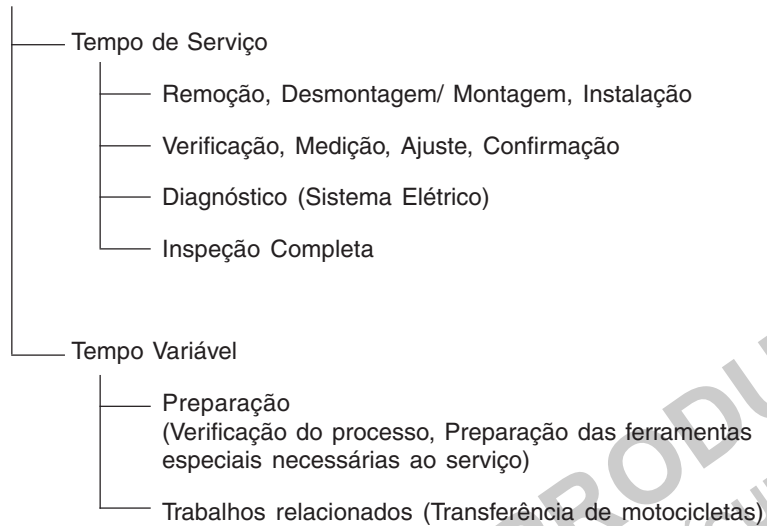 Tempo de Serviço
Remoção, Desmontagem/ Montagem, Instalação
Verificação, Medição, Ajuste, Confirmação
Diagnóstico (Sistema Elétrico)
Inspeção Completa
Tempo Variável
Preparação
(Verificação do processo, Preparação das ferramentas
especiais necessárias ao serviço)
Trabalhos relacionados (Transferência de motocicletas)